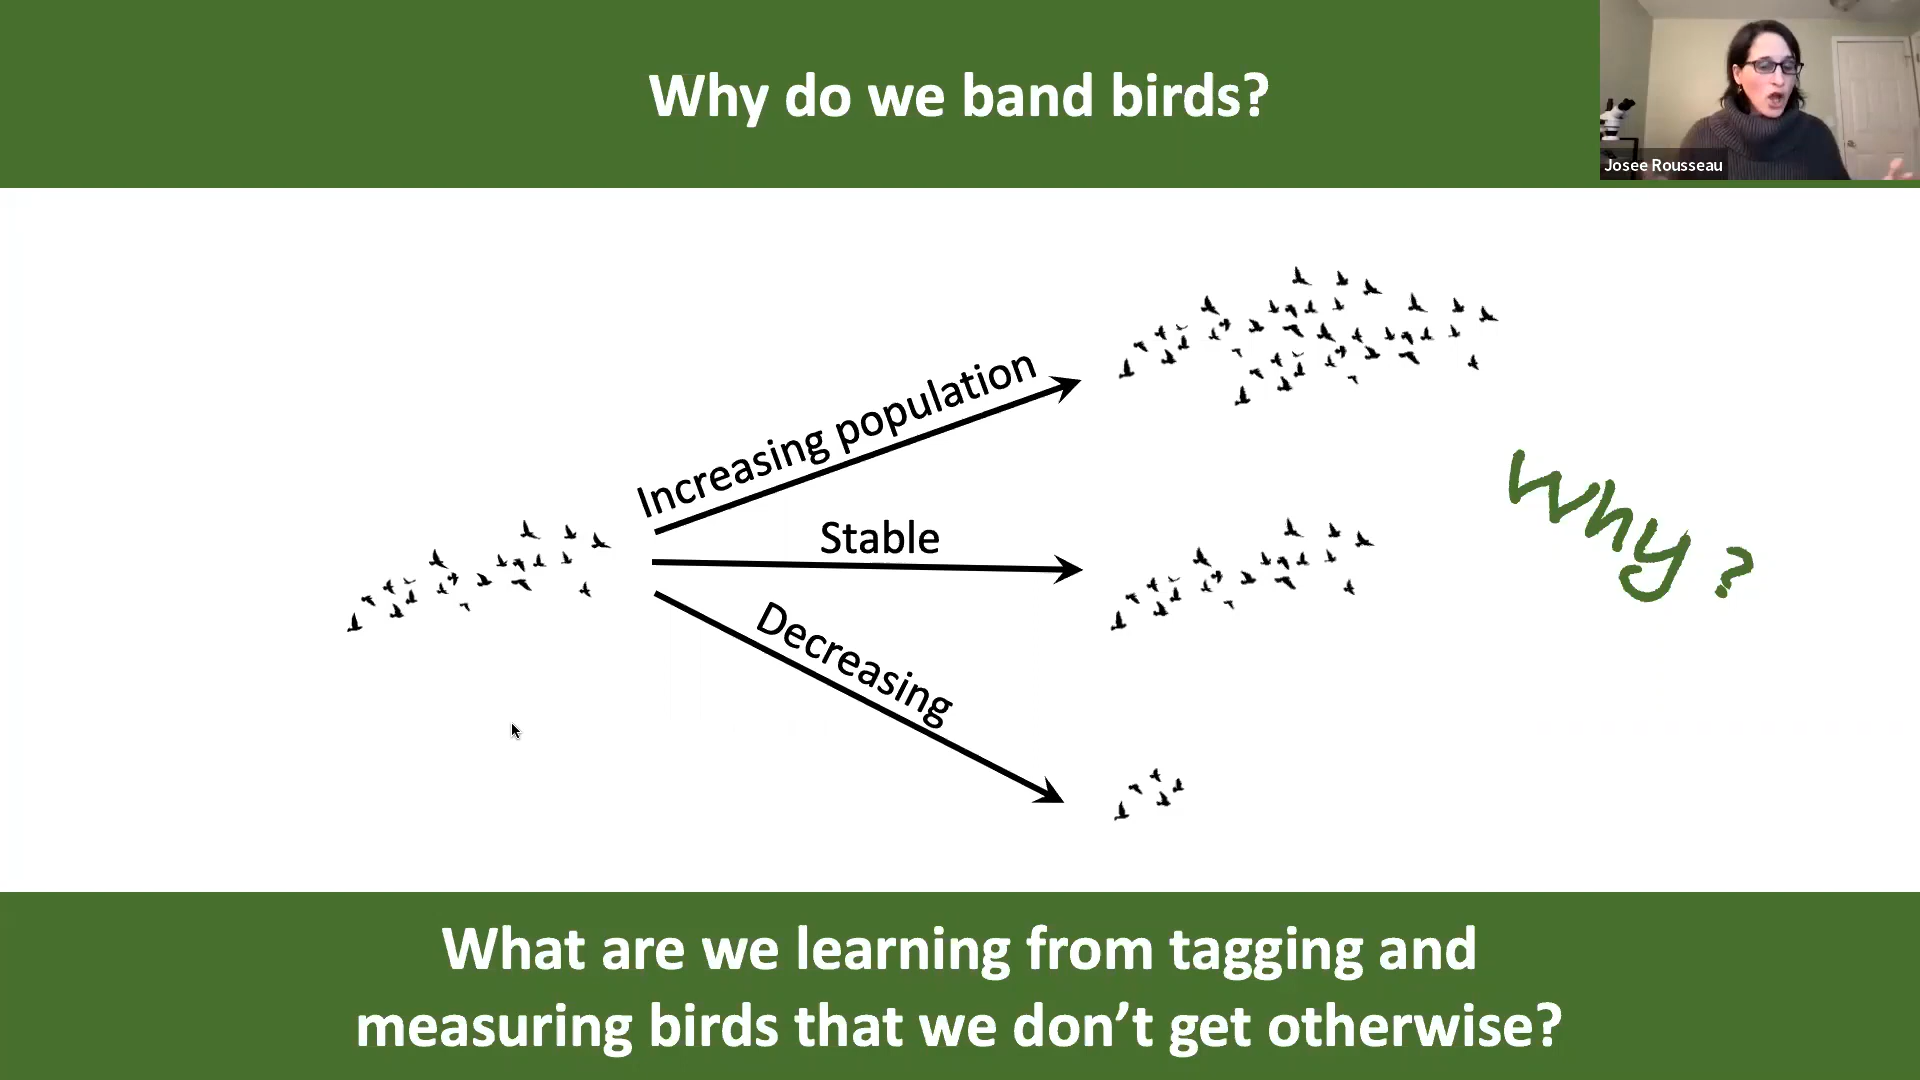 Why do we band birds?
Josee Rousseau
Increasing population
Stable
Decreasing
Why?
What are we learning from tagging and
measuring birds that we don’t get otherwise?